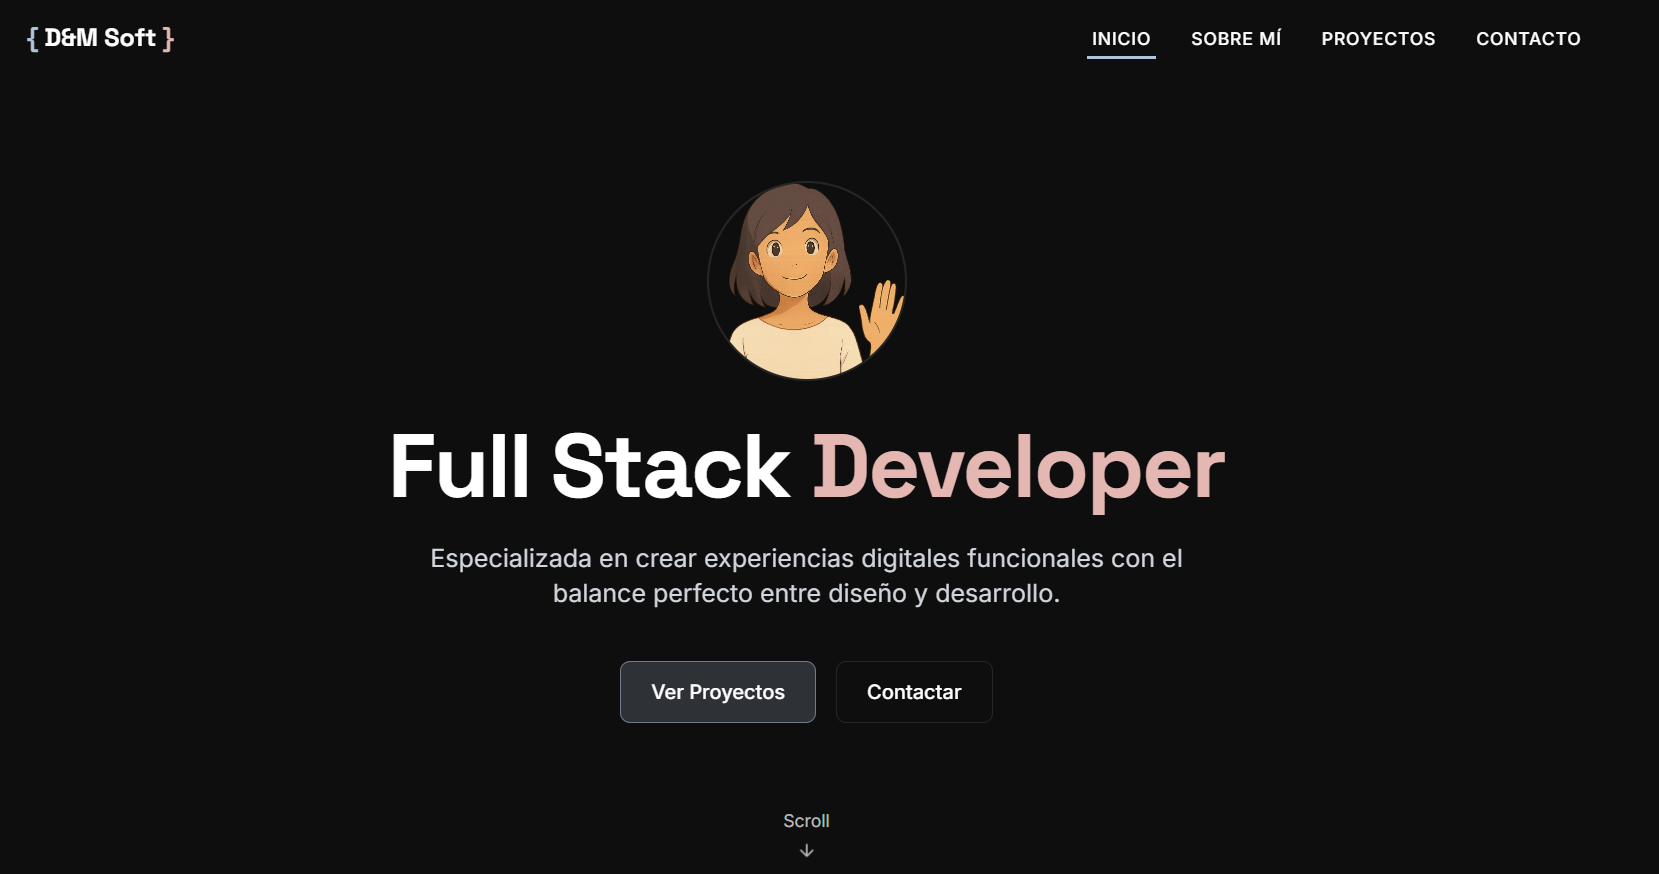 { D&M Soft }
INICIO SOBRE MÍ PROYECTOS CONTACTO
Full Stack Developer
Especializada en crear experiencias digitales funcionales con el
balance perfecto entre diseño y desarrollo.
Ver Proyectos Contactar
Scroll